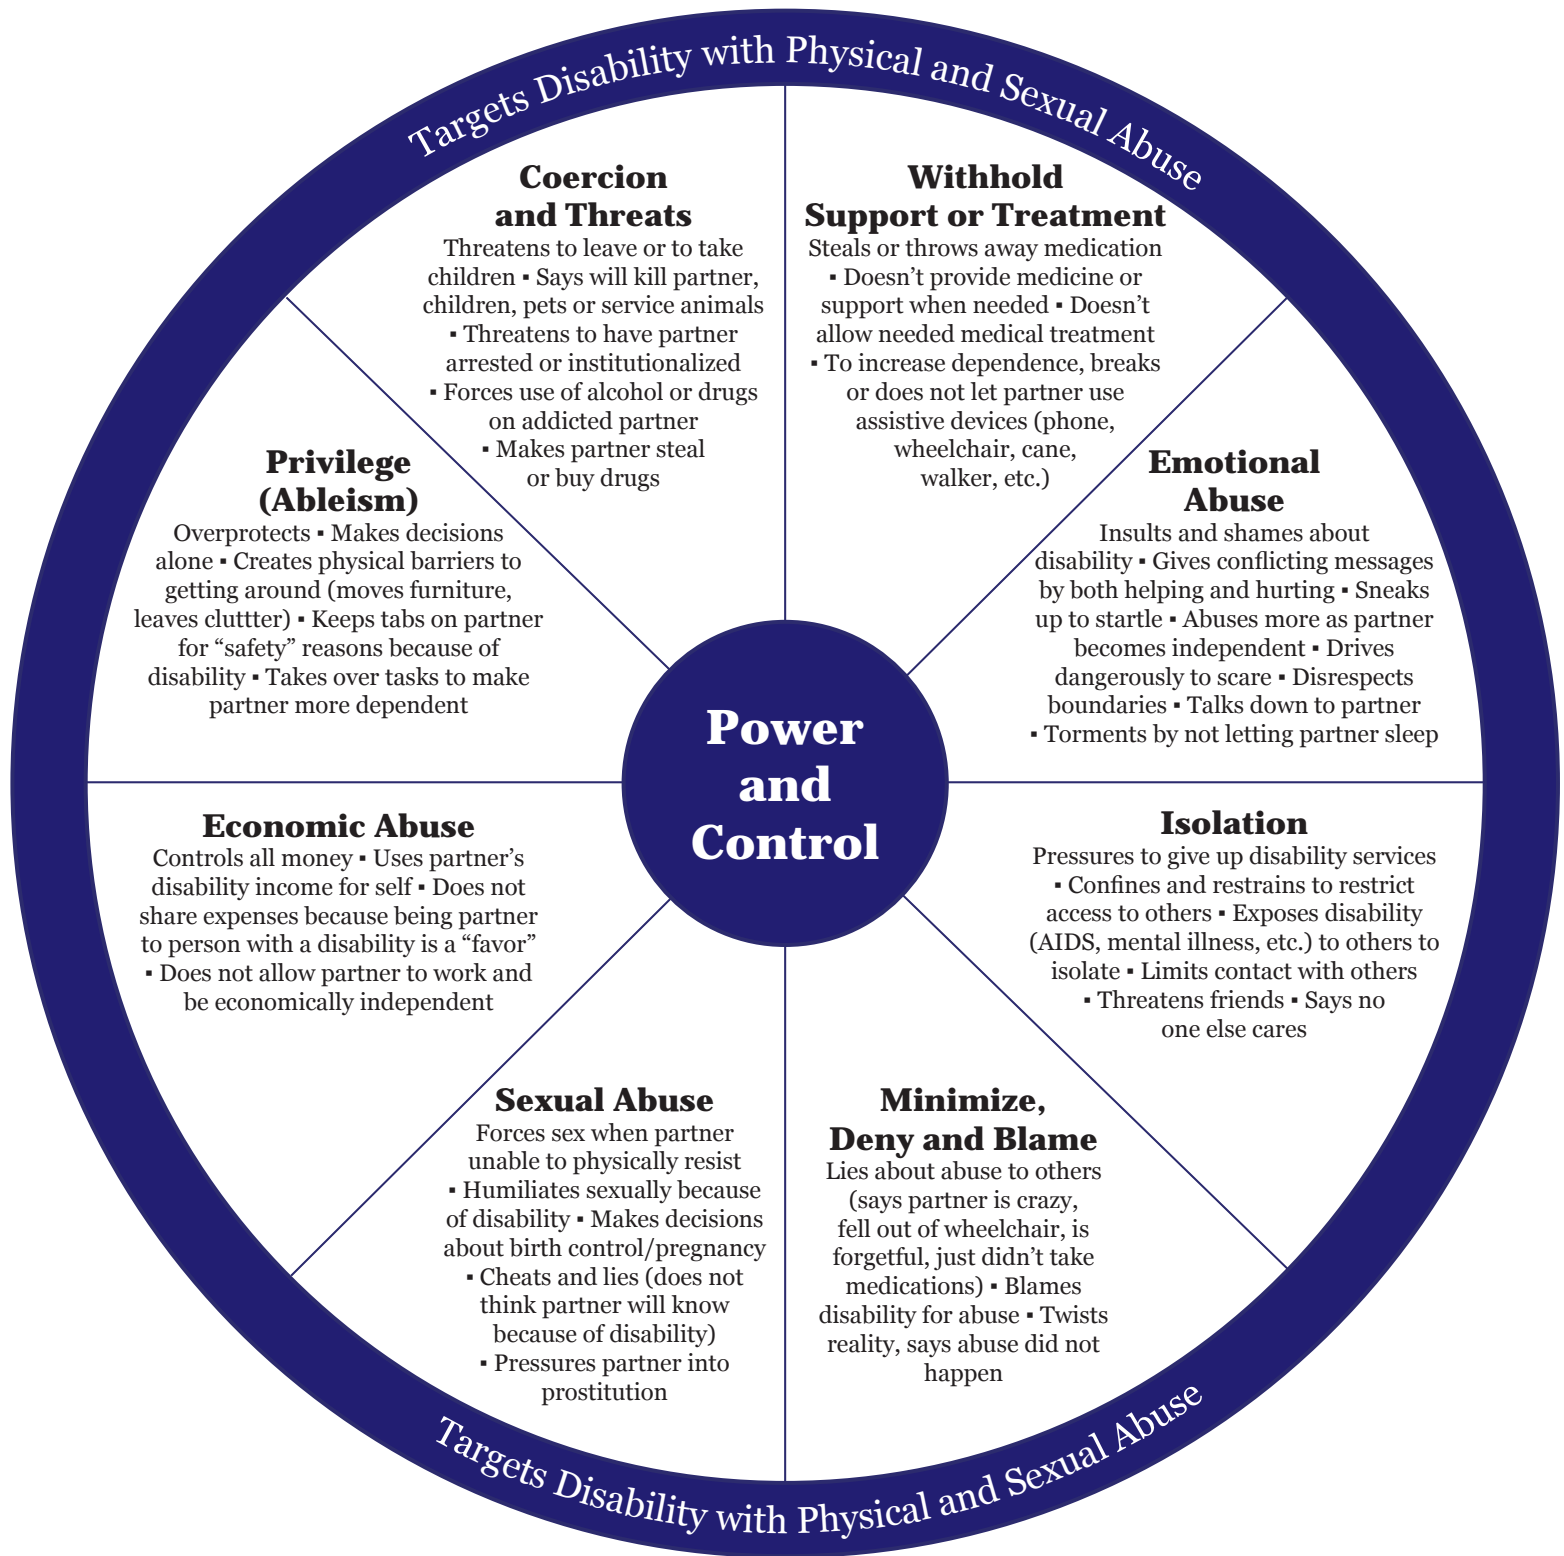 Targets Disability with Physical and Sexual Abuse
Coercion
and Threats
Threatens to leave or to take
children ▪ Says will kill partner,
children, pets or service animals
▪ Threatens to have partner
arrested or institutionalized
▪ Forces use of alcohol or drugs
on addicted partner
▪ Makes partner steal
or buy drugs
Withhold
Support or Treatment
Steals or throws away medication
▪ Doesn’t provide medicine or
support when needed ▪ Doesn’t
allow needed medical treatment
▪ To increase dependence, breaks
or does not let partner use
assistive devices (phone,
wheelchair, cane,
walker, etc.)
Privilege
(Ableism)
Overprotects ▪ Makes decisions
alone ▪ Creates physical barriers to
getting around (moves furniture,
leaves cluttter) ▪ Keeps tabs on partner
for “safety” reasons because of
disability ▪ Takes over tasks to make
partner more dependent
Emotional
Abuse
Insults and shames about
disability ▪ Gives conflicting messages
by both helping and hurting ▪ Sneaks
up to startle ▪ Abuses more as partner
becomes independent ▪ Drives
dangerously to scare ▪ Disrespects
boundaries ▪ Talks down to partner
▪ Torments by not letting partner sleep
Power
and
Control
Economic Abuse
Controls all money ▪ Uses partner’s
disability income for self ▪ Does not
share expenses because being partner
to person with a disability is a “favor”
▪ Does not allow partner to work and
be economically independent
Isolation
Pressures to give up disability services
▪ Confines and restrains to restrict
access to others ▪ Exposes disability
(AIDS, mental illness, etc.) to others to
isolate ▪ Limits contact with others
▪ Threatens friends ▪ Says no
one else cares
Sexual Abuse
Forces sex when partner
unable to physically resist
▪ Humiliates sexually because
of disability ▪ Makes decisions
about birth control/pregnancy
▪ Cheats and lies (does not
think partner will know
because of disability)
▪ Pressures partner into
prostitution
Minimize,
Deny and Blame
Lies about abuse to others
(says partner is crazy,
fell out of wheelchair, is
forgetful, just didn’t take
medications) ▪ Blames
disability for abuse ▪ Twists
reality, says abuse did not
happen
Targets Disability with Physical and Sexual Abuse